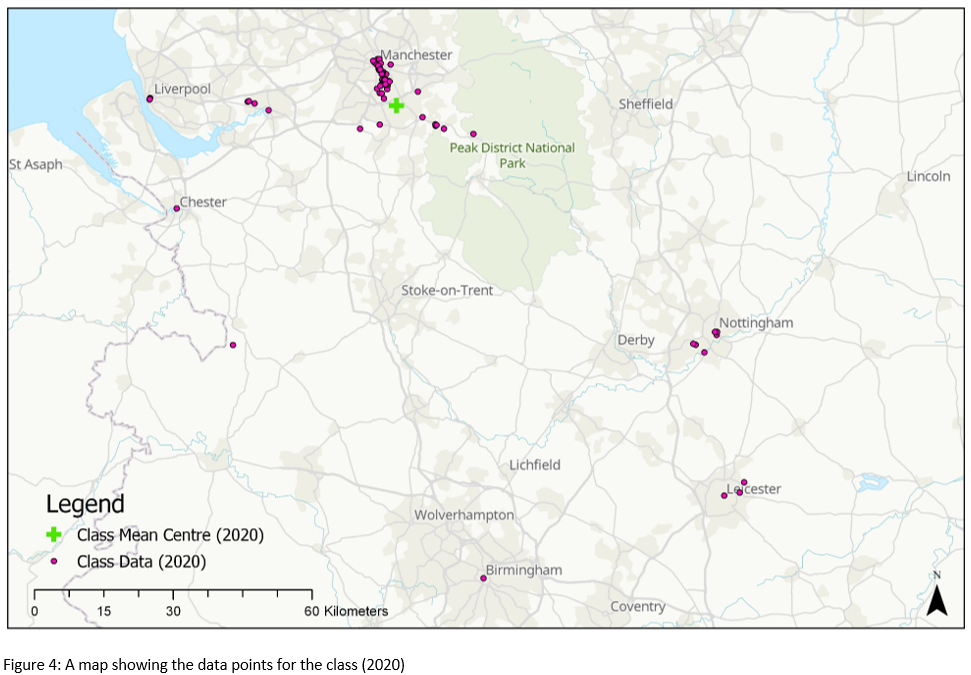 Manchester
Liverpool
Sheffield
Peak District National
Park
St Asaph
Lincoln
Chester
Stoke-on-Trent
Nottingham
Derby
Lichfield
Leicester
Legend
Wolverhampton
Class Mean Centre (2020)
Class Data (2020)
Birmingham
N
Coventry
0 15 30 60 Kilometers
Figure 4: A map showing the data points for the class (2020)